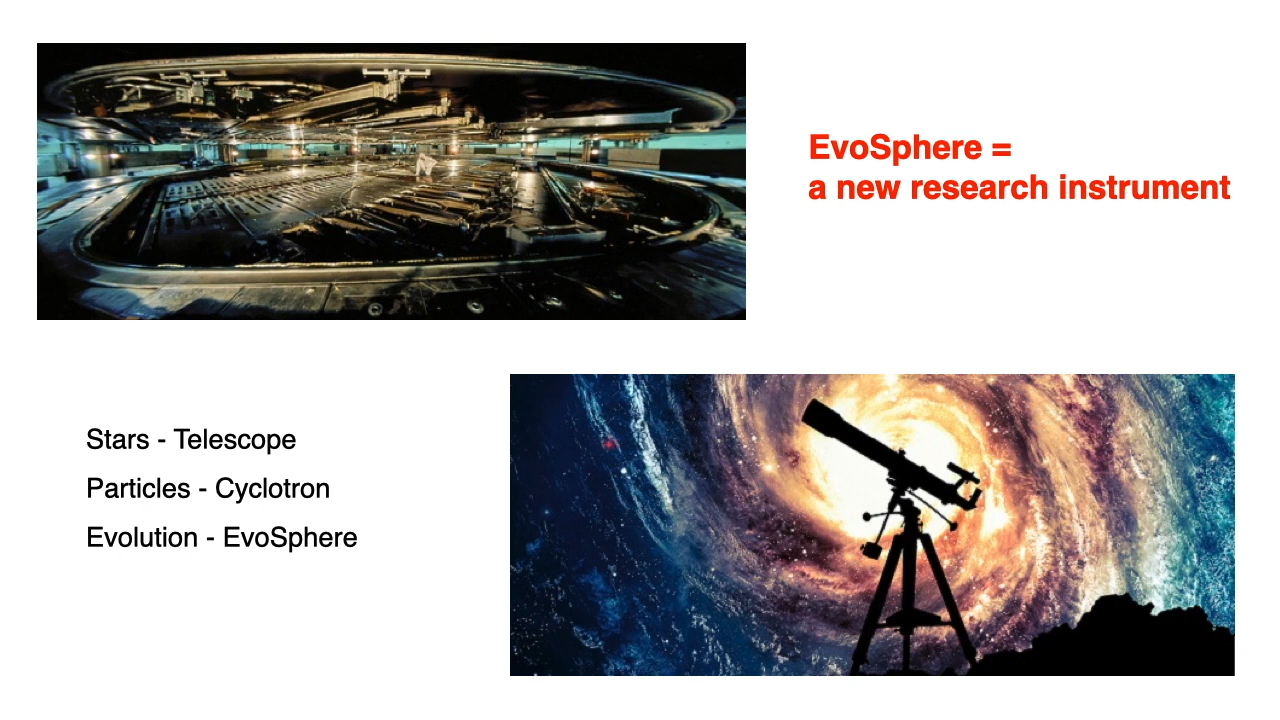 EvoSphere =
a new research instrument
Stars - Telescope
Particles - Cyclotron
Evolution - EvoSphere